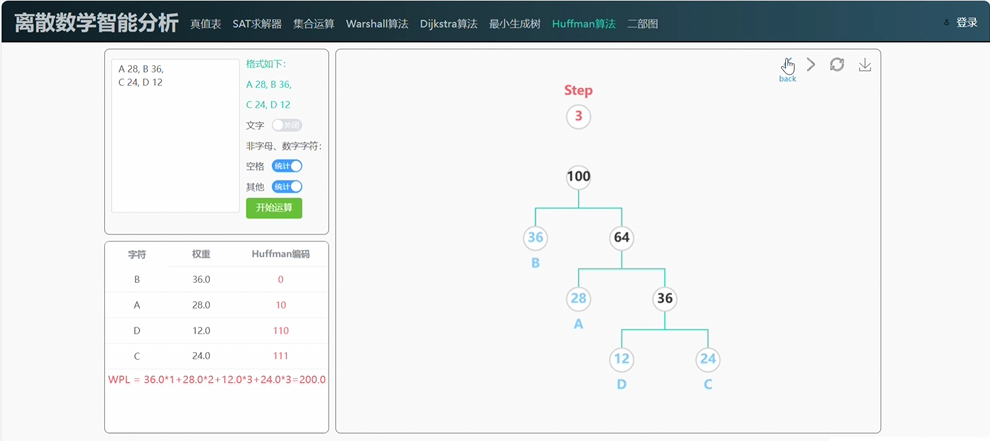 离散数学智能分析 真值表 SAT求解器 集合运算 Warshall算法 Dijkstra算法 最小生成树 Huffman算法 二部图 登录
A 28, B 36,
C 24, D 12
格式如下:
A 28, B 36,
C 24, D 12
文字 关闭
非字母、数字字符:
空格 统计
其他 统计
开始运算
字符 权重 Huffman编码
B 36.0 0
A 28.0 10
D 12.0 110
C 24.0 111
WPL = 36.0*1+28.0*2+12.0*3+24.0*3=200.0
back
Step
3
100
36 64
B
28 36
A
12 24
D C